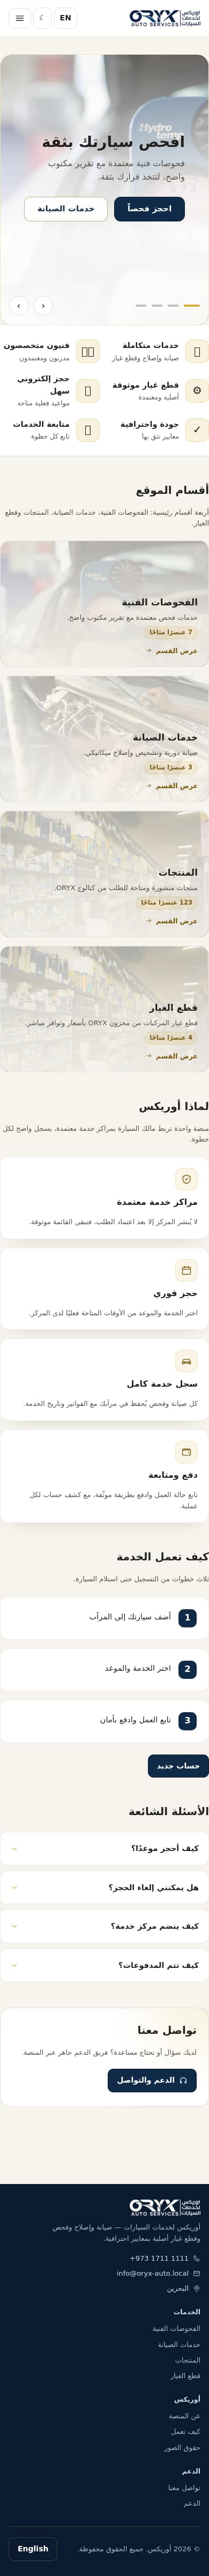 EN
ORYX
AUTO SERVICES
أوريكس
لخدمات
السيارات
افحص سيارتك بثقة
فحوصات فنية معتمدة مع تقرير مكتوب
واضح، لتتخذ قرارك بثقة.
احجز فحصاً
خدمات الصيانة
خدمات متكاملة
صيانة وإصلاح وقطع غيار
فنيون متخصصون
مدربون ومعتمدون
قطع غيار موثوقة
أصلية ومعتمدة
حجز إلكتروني
سهل
مواعيد فعلية متاحة
جودة واحترافية
معايير تثق بها
متابعة الخدمات
تابع كل خطوة
أقسام الموقع
أربعة أقسام رئيسية: الفحوصات الفنية، خدمات الصيانة، المنتجات وقطع
الغيار.
الفحوصات الفنية
خدمات فحص معتمدة مع تقرير مكتوب واضح.
7 عنصرًا متاحًا
عرض القسم
خدمات الصيانة
صيانة دورية وتشخيص وإصلاح ميكانيكي.
3 عنصرًا متاحًا
عرض القسم
المنتجات
منتجات منشورة ومتاحة للطلب من كتالوج ORYX.
123 عنصرًا متاحًا
عرض القسم
قطع الغيار
قطع غيار المركبات من مخزون ORYX بأسعار وتوافر مباشر.
4 عنصرًا متاحًا
عرض القسم
لماذا أوريكس
منصة واحدة تربط مالك السيارة بمراكز خدمة معتمدة، بسجل واضح لكل
خطوة.
مراكز خدمة معتمدة
لا يُنشر المركز إلا بعد اعتماد الطلب، فتبقى القائمة موثوقة.
حجز فوري
اختر الخدمة والموعد من الأوقات المتاحة فعليًا لدى المركز.
سجل خدمة كامل
كل صيانة وفحص يُحفظ في مرآبك مع الفواتير وتاريخ الخدمة.
دفع ومتابعة
تابع حالة العمل وادفع بطريقة موثّقة، مع كشف حساب لكل
عملية.
كيف تعمل الخدمة
ثلاث خطوات من التسجيل حتى استلام السيارة.
1 أضف سيارتك إلى المرآب
2 اختر الخدمة والموعد
3 تابع العمل وادفع بأمان
حساب جديد
الأسئلة الشائعة
كيف أحجز موعدًا؟
هل يمكنني إلغاء الحجز؟
كيف ينضم مركز خدمة؟
كيف تتم المدفوعات؟
تواصل معنا
لديك سؤال أو تحتاج مساعدة؟ فريق الدعم جاهز عبر المنصة.
الدعم والتواصل
ORYX
AUTO SERVICES
أوريكس
لخدمات
السيارات
أوريكس لخدمات السيارات — صيانة وإصلاح وفحص
وقطع غيار أصلية بمعايير احترافية.
+973 1711 1111
info@oryx-auto.local
البحرين
الخدمات
الفحوصات الفنية
خدمات الصيانة
المنتجات
قطع الغيار
أوريكس
عن المنصة
كيف نعمل
حقوق الصور
الدعم
تواصل معنا
الدعم
© 2026 أوريكس. جميع الحقوق محفوظة.
English